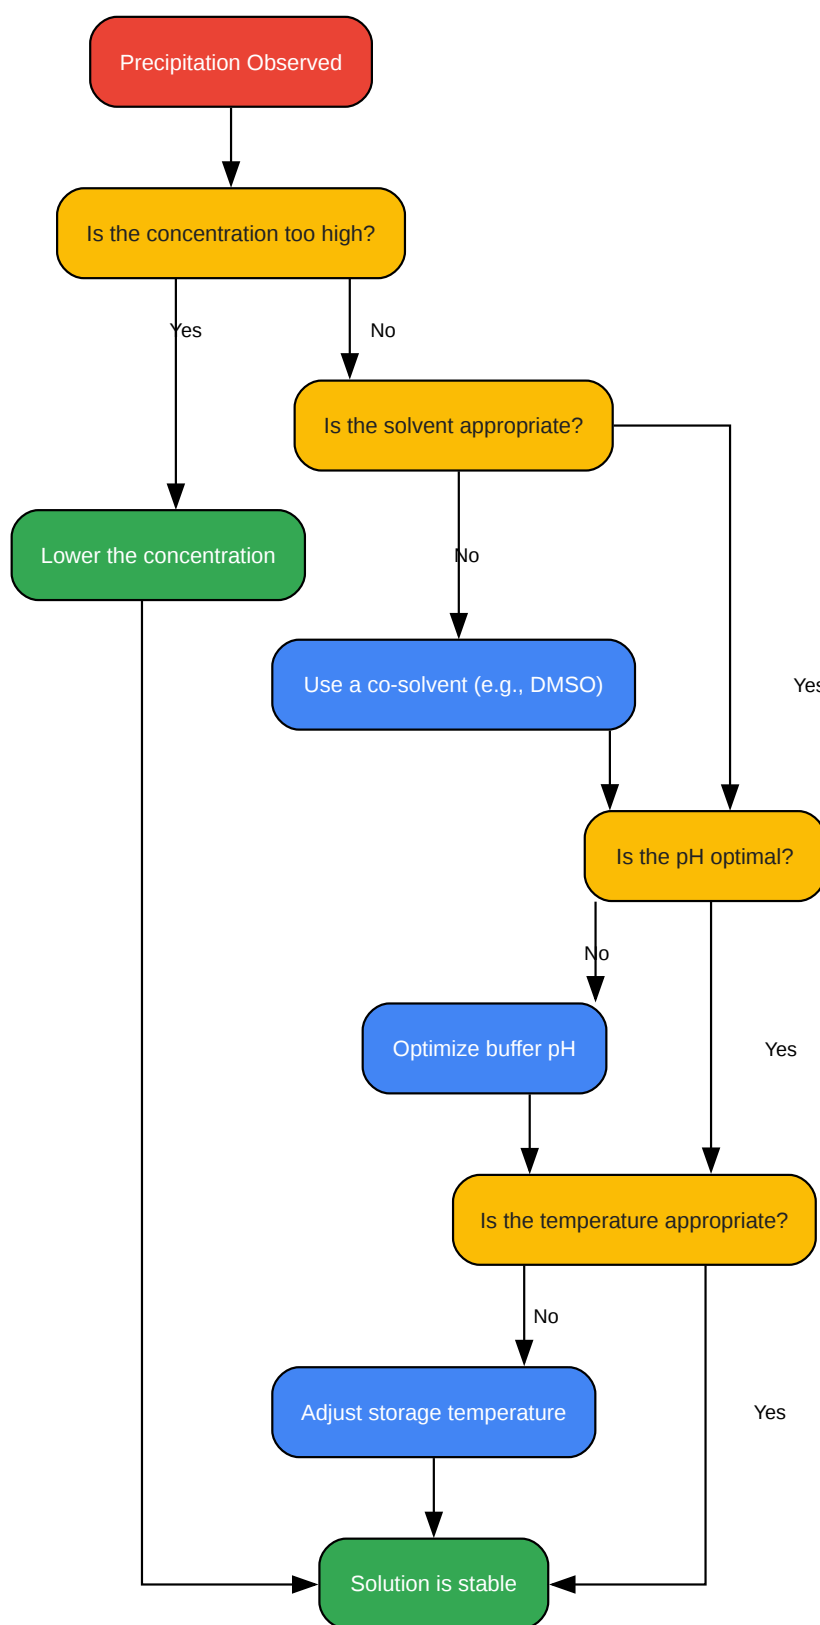 Precipitation Observed
Is the concentration too high?
Yes
No
Is the solvent appropriate?
Lower the concentration
No
Use a co-solvent (e.g., DMSO)
Yes
Is the pH optimal?
No
Optimize buffer pH
Yes
Is the temperature appropriate?
No
Adjust storage temperature
Yes
Solution is stable